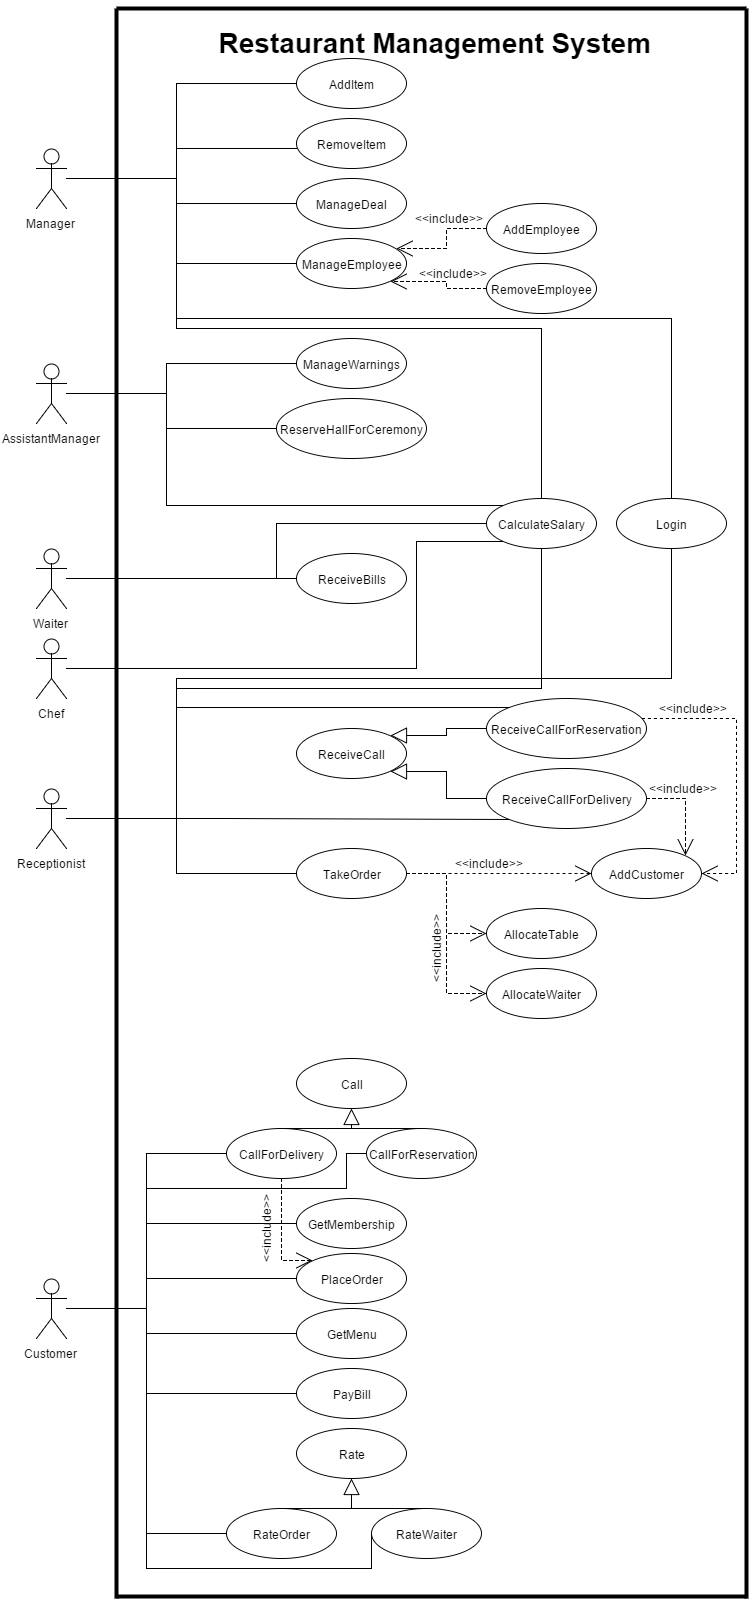 Restaurant Management System
AddItem
RemoveItem
Manager
ManageDeal
<<include>>
AddEmployee
ManageEmployee
<<include>>
RemoveEmployee
ManageWarnings
AssistantManager
ReserveHallForCeremony
CalculateSalary
Login
ReceiveBills
Waiter
Chef
<<include>>
ReceiveCallForReservation
ReceiveCall
<<include>>
ReceiveCallForDelivery
Receptionist
<<include>>
TakeOrder
AddCustomer
<<include>>
AllocateTable
AllocateWaiter
Call
CallForDelivery
CallForReservation
<<include>>
GetMembership
PlaceOrder
GetMenu
Customer
PayBill
Rate
RateOrder
RateWaiter